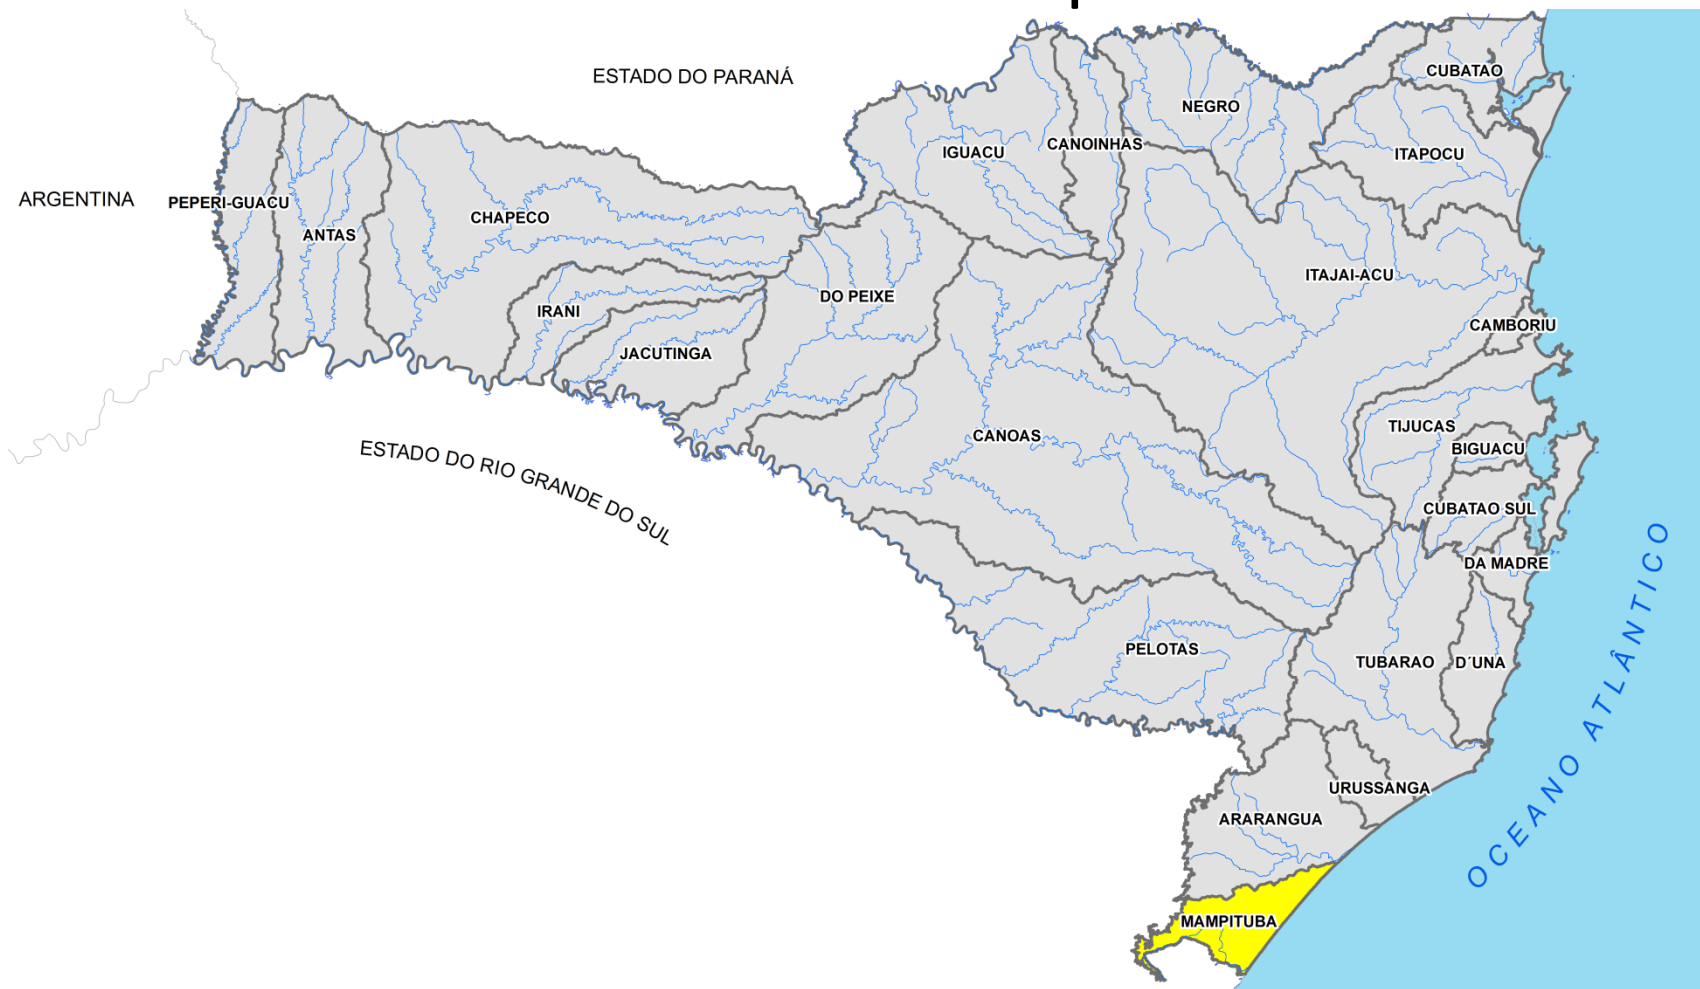 ESTADO DO PARANÁ
CUBATAO
NEGRO
CANOINHAS
IGUACU
ITAPOCU
ARGENTINA
PEPERI-GUACU
CHAPECO
ANTAS
ITAJAI-ACU
DO PEIXE
IRANI
CAMBORIU
JACUTINGA
TIJUCAS
CANOAS
BIGUACU
ESTADO DO RIO GRANDE DO SUL
CUBATAO SUL
DA MADRE
PELOTAS
TUBARAO
D´UNA
OCEANO ATLÂNTICO
URUSSANGA
ARARANGUA
MAMPITUBA